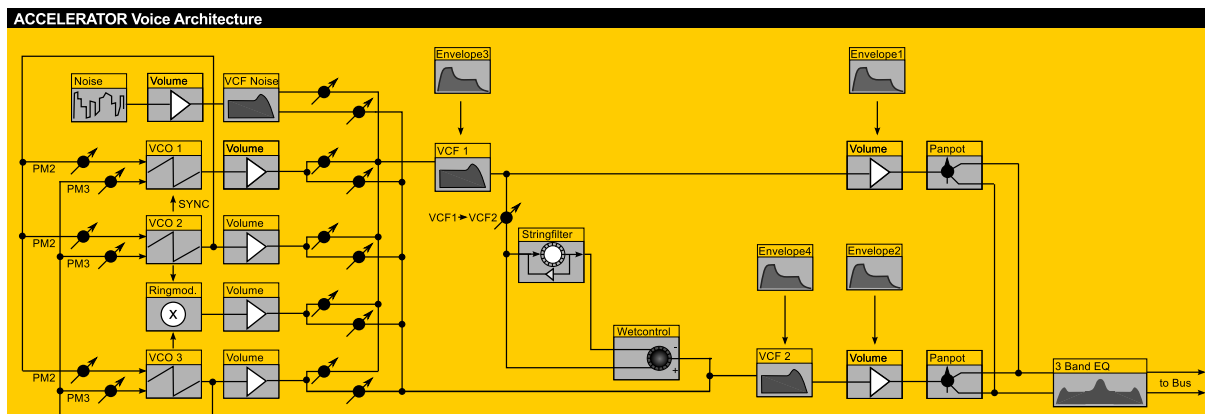 ACCELERATOR Voice Architecture
Envelope3
Envelope1
Noise
Volume
VCF Noise
VCO 1
Volume
VCF 1
Volume
Panpot
PM2
PM3
SYNC
VCF1
VCF2
VCO 2
Volume
Stringfilter
PM2
PM3
Envelope4
Envelope2
Ringmod.
Volume
X
Wetcontrol
-
+
VCO 3
Volume
VCF 2
Volume
Panpot
3 Band EQ
PM2
PM3
to Bus